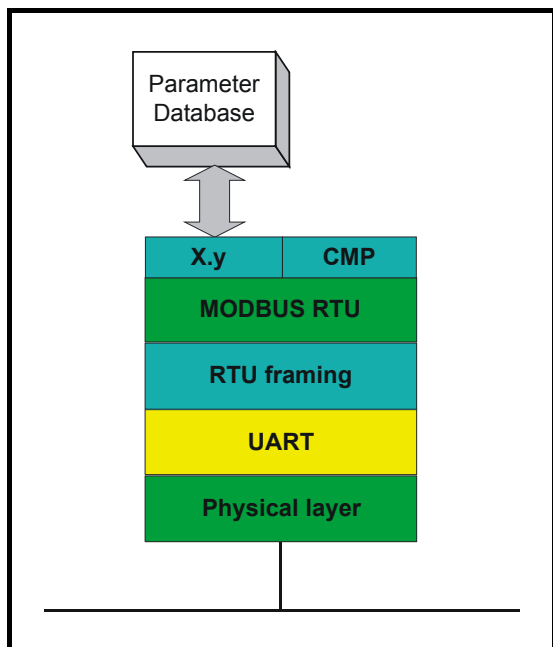 Parameter
Database
X.y CMP
MODBUS RTU
RTU framing
UART
Physical layer